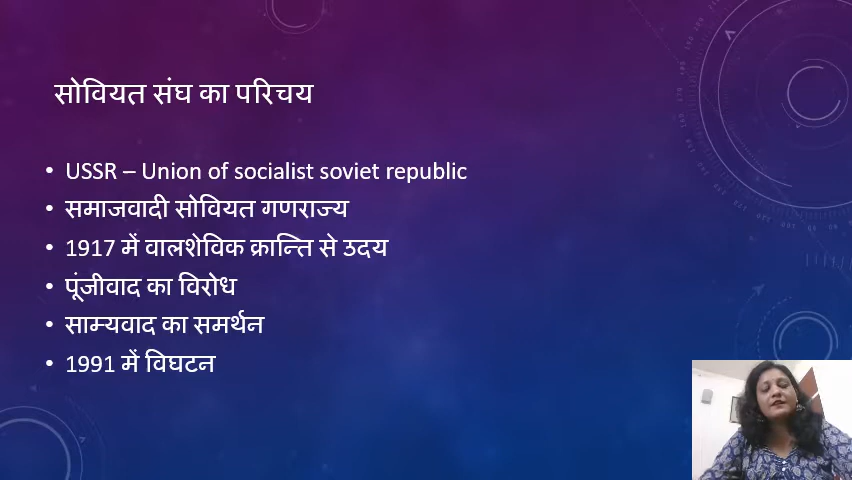 सोवियत संघ का परिचय
• USSR – Union of socialist soviet republic
• समाजवादी सोवियत गणराज्य
• 1917 में वालशेविक क्रान्ति से उदय
• पूंजीवाद का विरोध
• साम्यवाद का समर्थन
• 1991 में विघटन